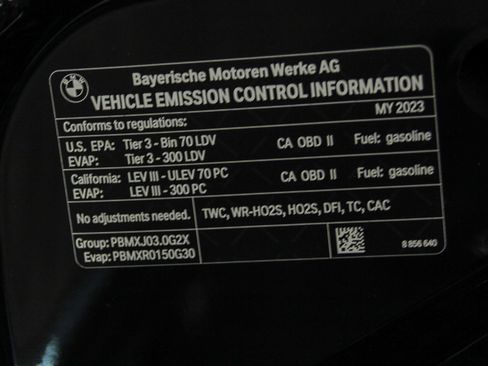 BMW
Bayerische Motoren Werke AG
VEHICLE EMISSION CONTROL INFORMATION
MY 2023
Conforms to regulations:
U.S. EPA: Tier 3 - Bin 70 LDV CA OBD II Fuel: gasoline
EVAP: Tier 3 - 300 LDV
California: LEV III - ULEV 70 PC CA OBD II Fuel: gasoline
EVAP: LEV III - 300 PC
No adjustments needed. TWC, WR-HO2S, HO2S, DFI, TC, CAC
Group: PBMXJ03.0G2X
Evap: PBMXR0150G30 8 856 640